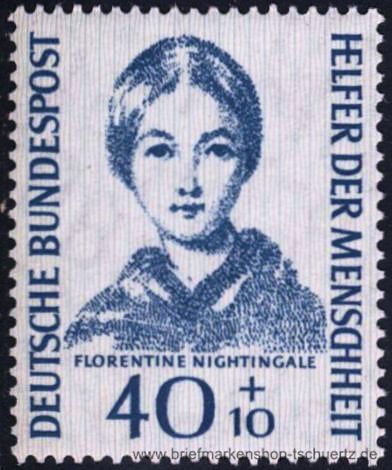 DEUTSCHE BUNDESPOST
HELFER DER MENSCHHEIT
FLORENTINE NIGHTINGALE
40 + 10
www.briefmarkenshop-tschuertz.de